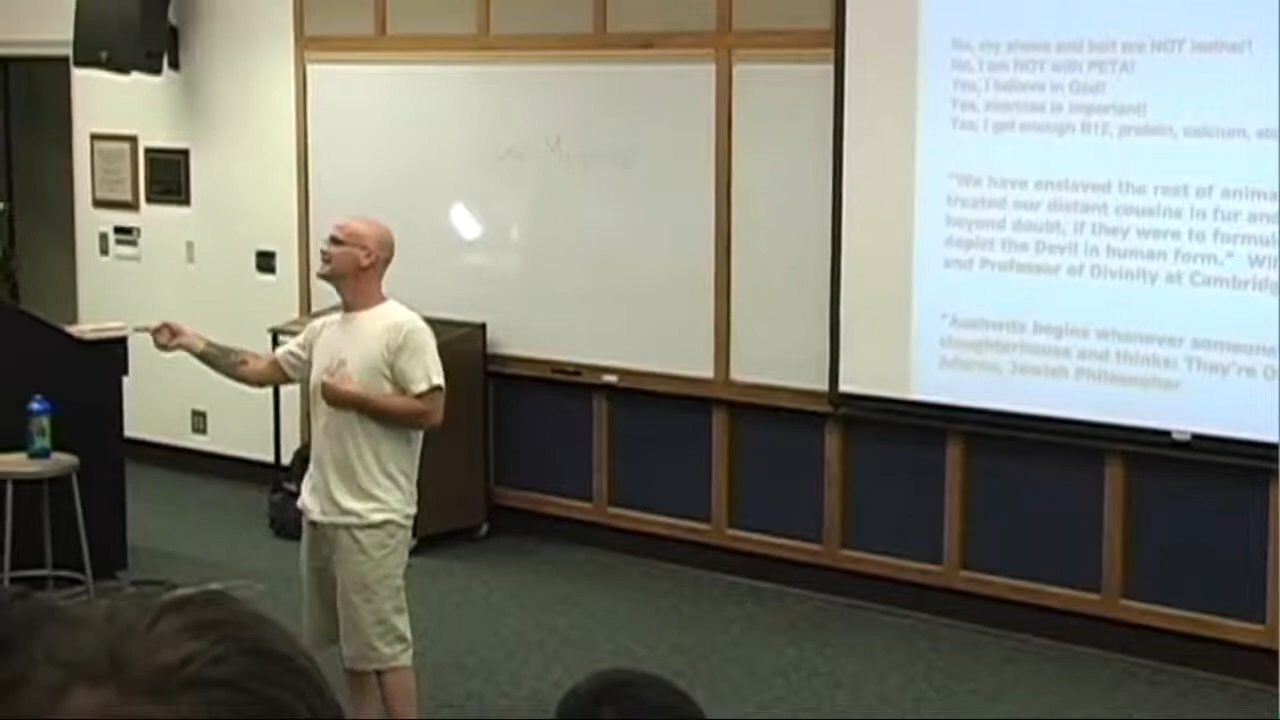 No, my shoes and belt are NOT leather!
No, I am NOT with PETA!
Yes, I believe in God!
Yes, exercise is important!
Yes, I get enough B12, protein, calcium, etc
"We have enslaved the rest of anima
treated our distant cousins in fur and
beyond doubt, if they were to formul
depict the Devil in human form." Wil
and Professor of Divinity at Cambridg
"Auschwitz begins whenever someone
slaughterhouse and thinks: They're
Adorno, Jewish Philosopher